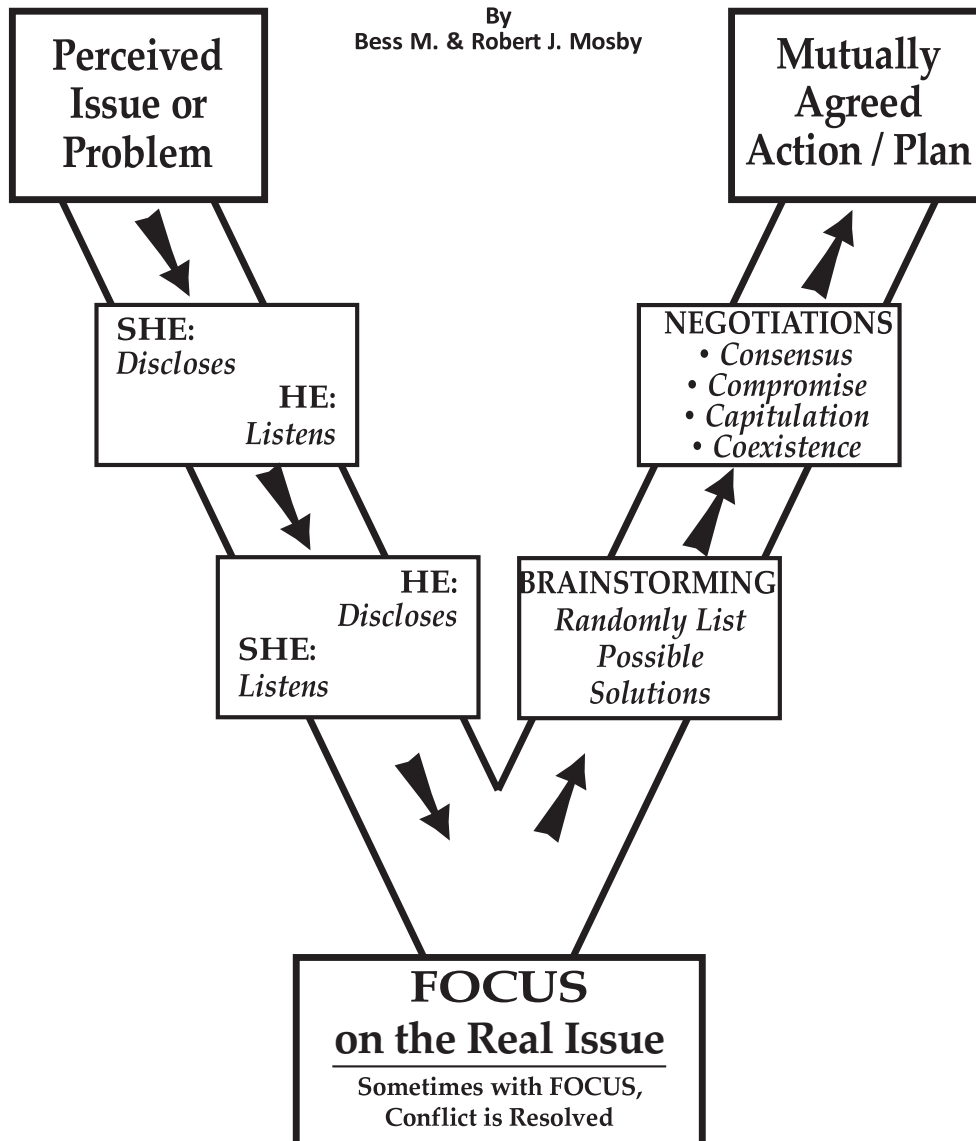 By
Bess M. & Robert J. Mosby
Perceived
Issue or
Problem
SHE:
Discloses
HE:
Listens
HE:
Discloses
SHE:
Listens
FOCUS
on the Real Issue
Sometimes with FOCUS,
Conflict is Resolved
BRAINSTORMING
Randomly List
Possible
Solutions
NEGOTIATIONS
• Consensus
• Compromise
• Capitulation
• Coexistence
Mutually
Agreed
Action / Plan